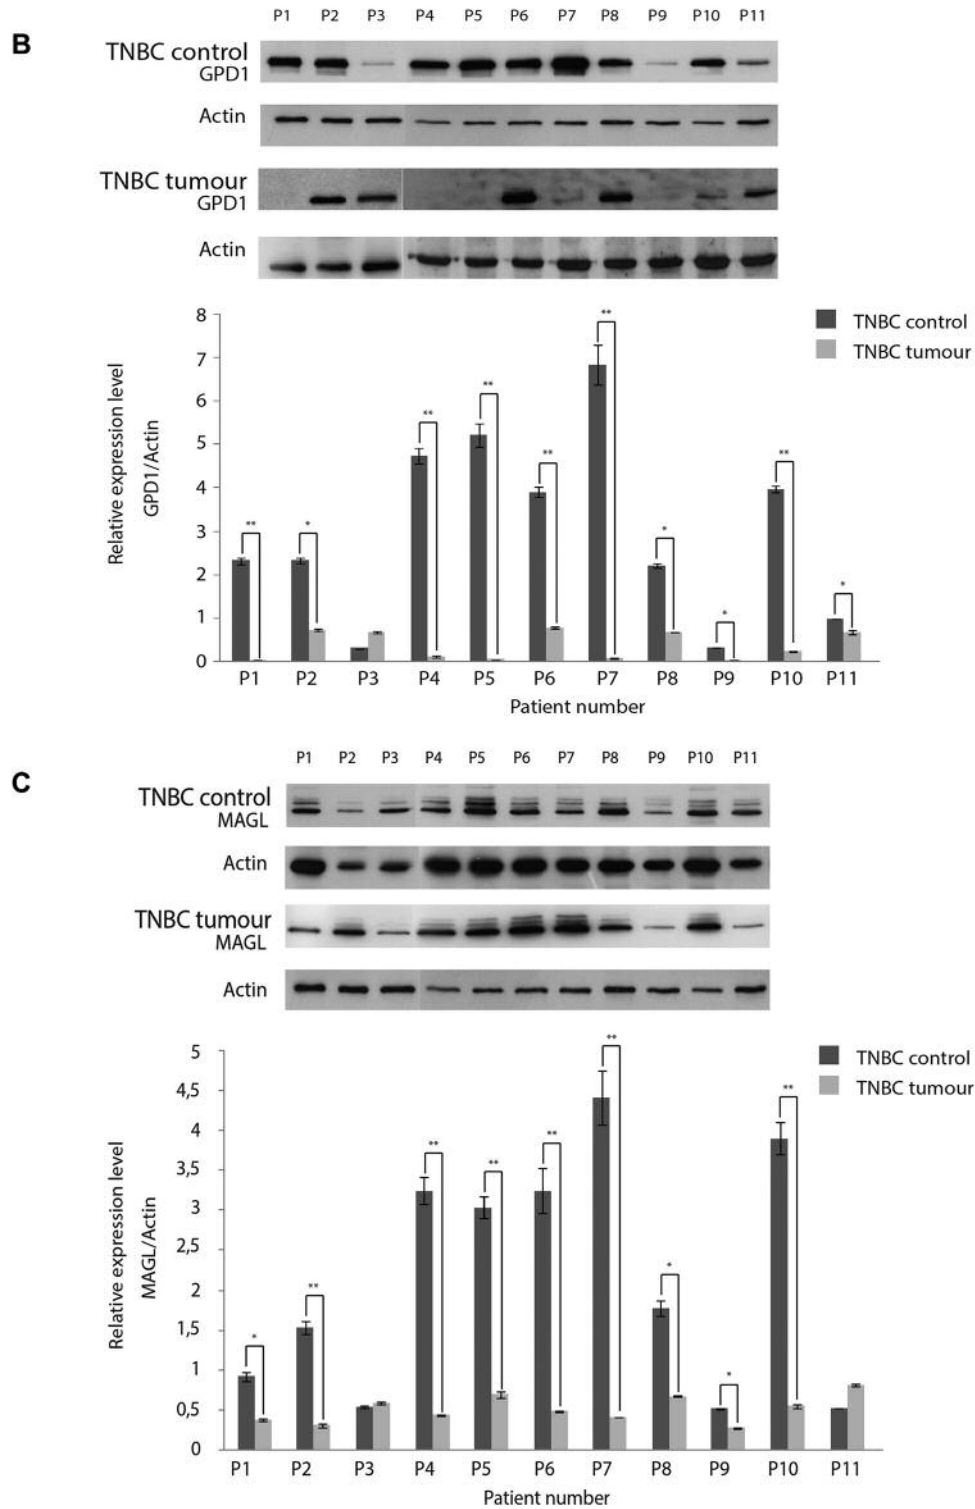 P1 P2 P3 P4 P5 P6 P7 P8 P9 P10 P11
B
TNBC control
GPD1
Actin
TNBC tumour
GPD1
Actin
TNBC control
TNBC tumour
Relative expression level
GPD1/Actin
8
7
6
5
4
3
2
1
0
** * ** ** ** ** * * ** *
P1 P2 P3 P4 P5 P6 P7 P8 P9 P10 P11
Patient number
P1 P2 P3 P4 P5 P6 P7 P8 P9 P10 P11
C
TNBC control
MAGL
Actin
TNBC tumour
MAGL
Actin
TNBC control
TNBC tumour
Relative expression level
MAGL/Actin
5
4,5
4
3,5
3
2,5
2
1,5
1
0,5
0
* ** ** ** ** ** * * **
P1 P2 P3 P4 P5 P6 P7 P8 P9 P10 P11
Patient number